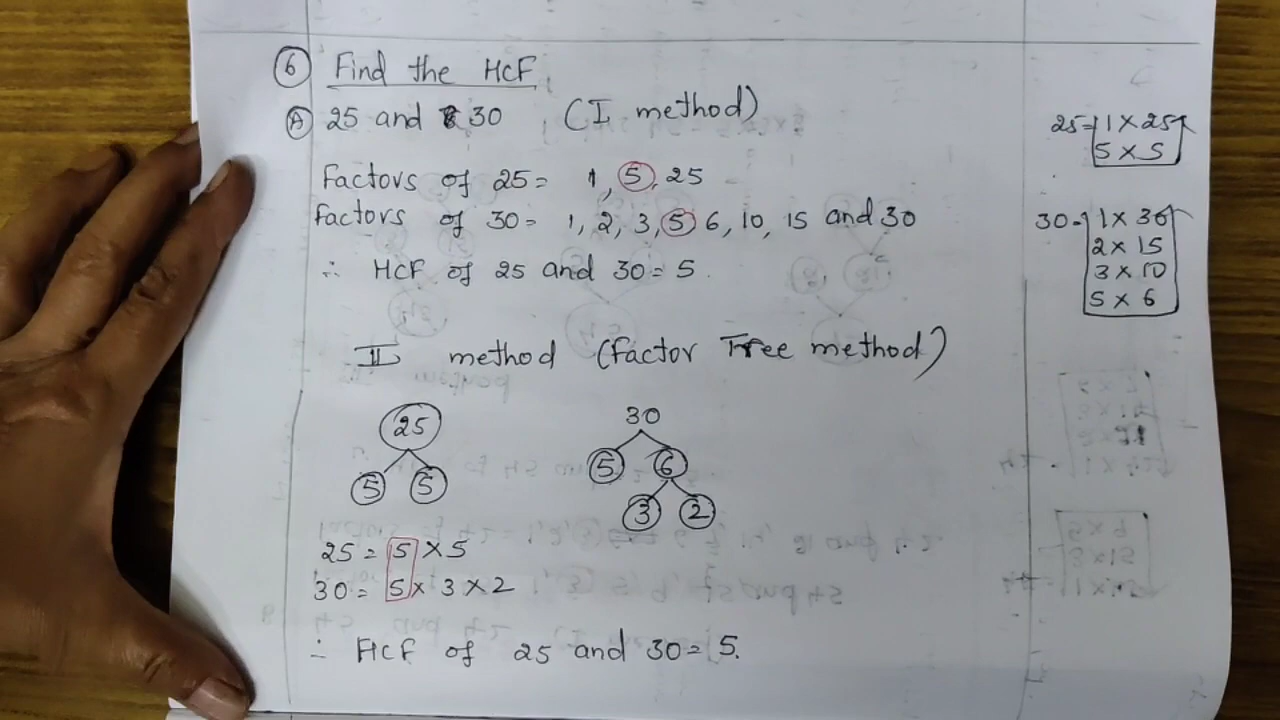 6 Find the HCF
A 25 and 30 (I method)
25= 1 × 25
5 × 5
Factors of 25= 1, 5, 25
Factors of 30= 1, 2, 3, 5 6, 10, 15 and 30
30= 1 × 30
2 × 15
3 × 10
5 × 6
∴ HCF of 25 and 30= 5.
II method (Factor Tree method)
25 30
5 5 5 6
3 2
25= 5 × 5
30= 5 × 3 × 2
∴ HCF of 25 and 30= 5.